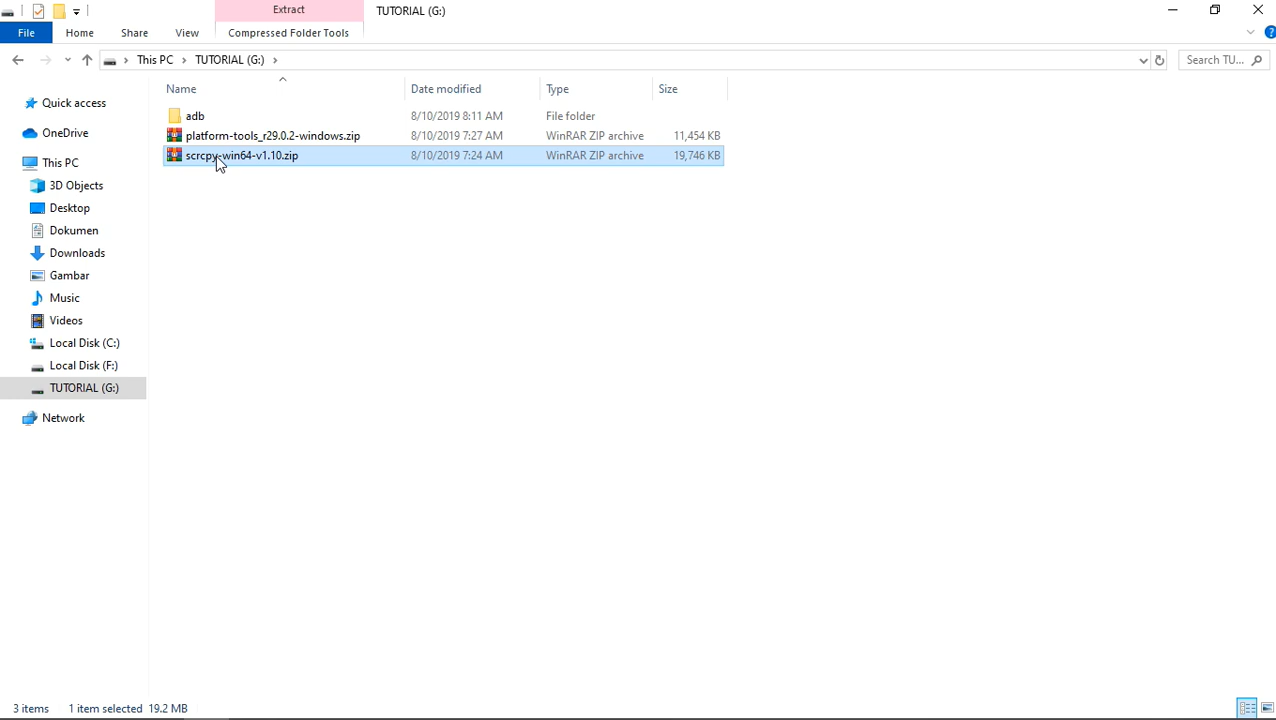 Extract
TUTORIAL (G:)
File Home Share View Compressed Folder Tools
This PC TUTORIAL (G:) Search TU...
Name Date modified Type Size
Quick access
OneDrive
This PC
3D Objects
Desktop
Dokumen
Downloads
Gambar
Music
Videos
Local Disk (C:)
Local Disk (F:)
TUTORIAL (G:)
Network
adb 8/10/2019 8:11 AM File folder
platform-tools_r29.0.2-windows.zip 8/10/2019 7:27 AM WinRAR ZIP archive 11,454 KB
scrcpy-win64-v1.10.zip 8/10/2019 7:24 AM WinRAR ZIP archive 19,746 KB
3 items 1 item selected 19.2 MB